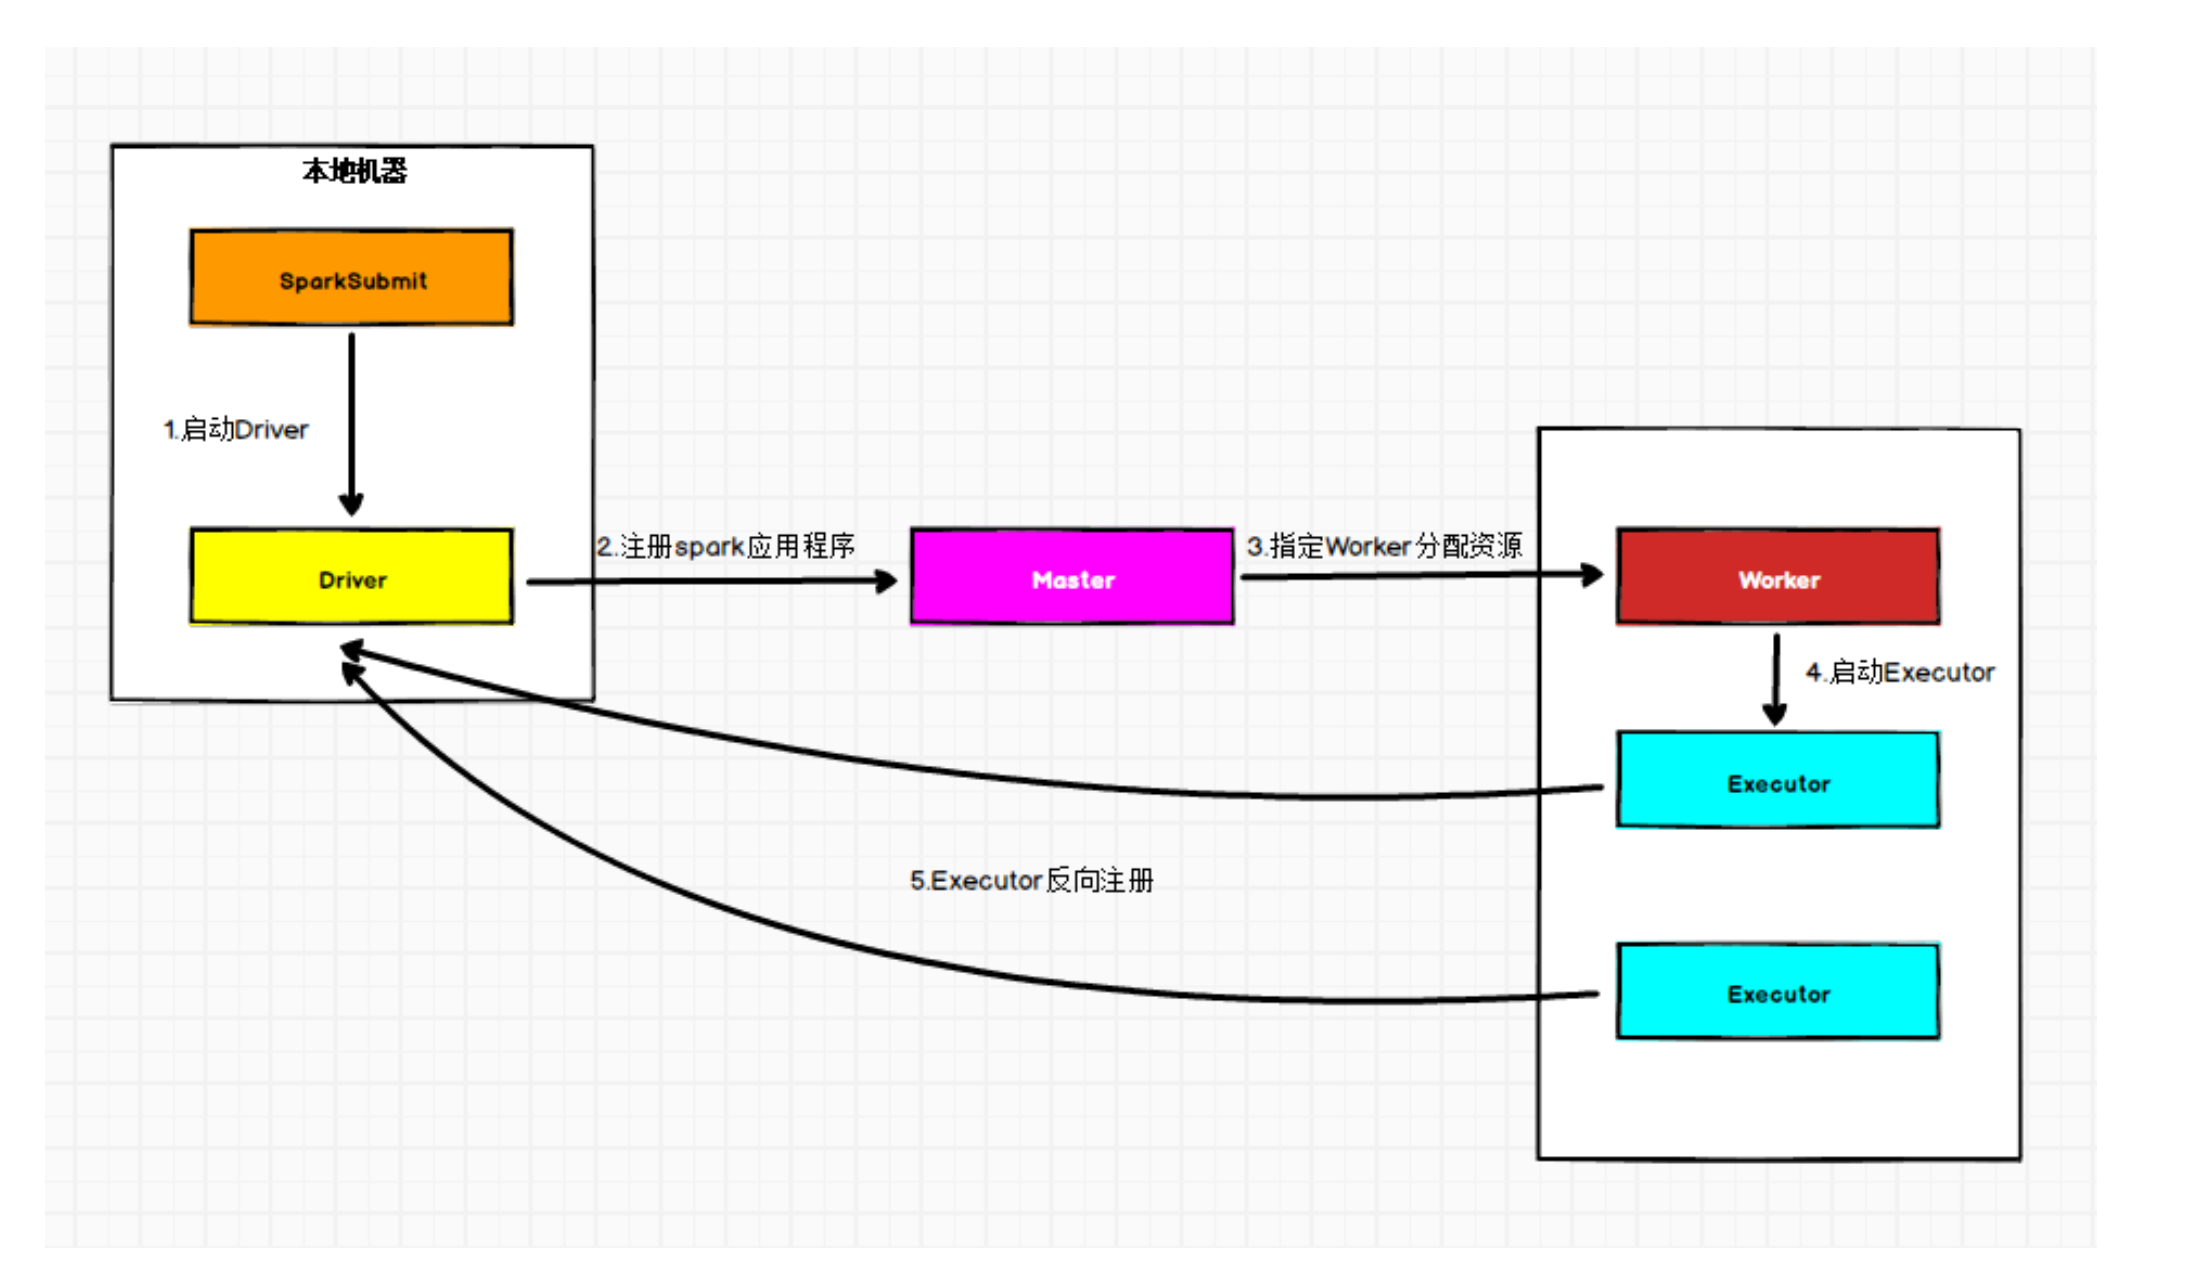 本地机器
SparkSubmit
1.启动Driver
Driver
2.注册spark应用程序
Master
3.指定Worker分配资源
Worker
4.启动Executor
Executor
5.Executor反向注册
Executor